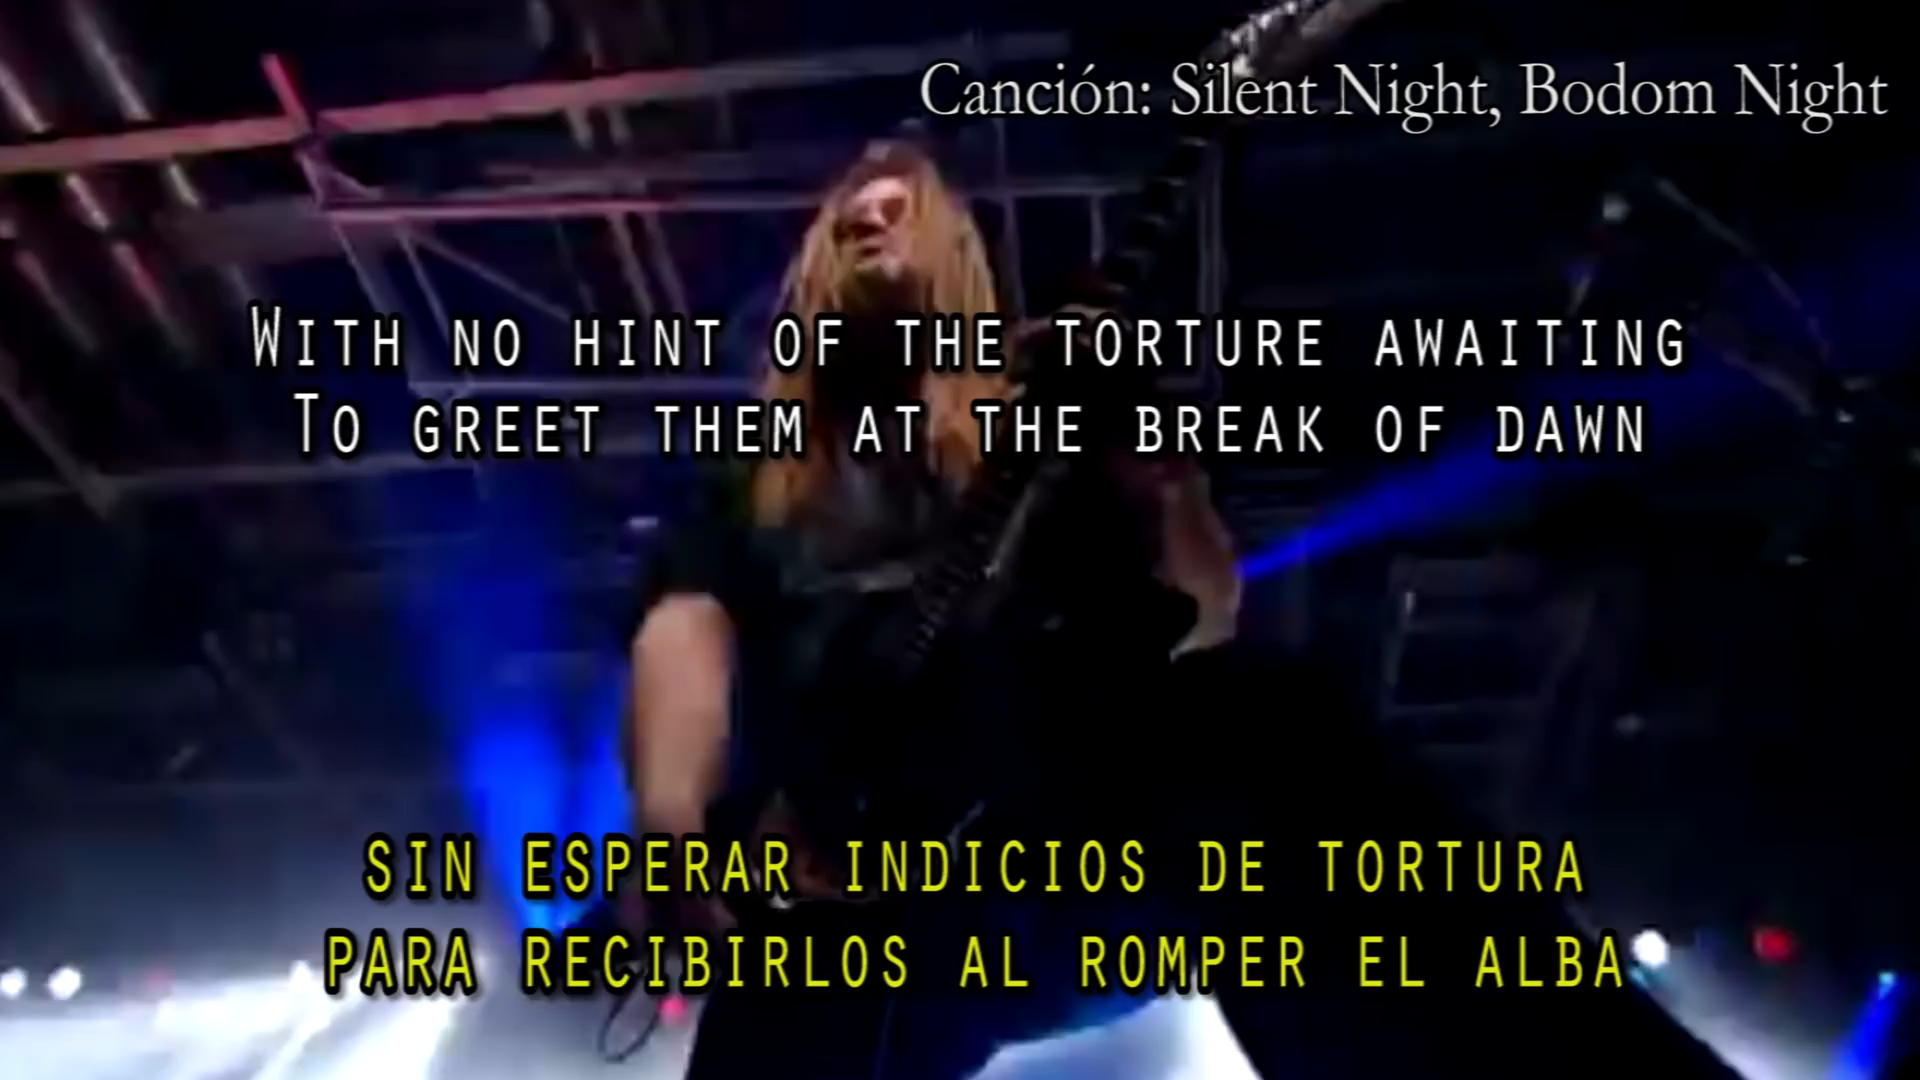 Canción: Silent Night, Bodom Night
With no hint of the torture awaiting
To greet them at the break of dawn
SIN ESPERAR INDICIOS DE TORTURA
PARA RECIBIRLOS AL ROMPER EL ALBA